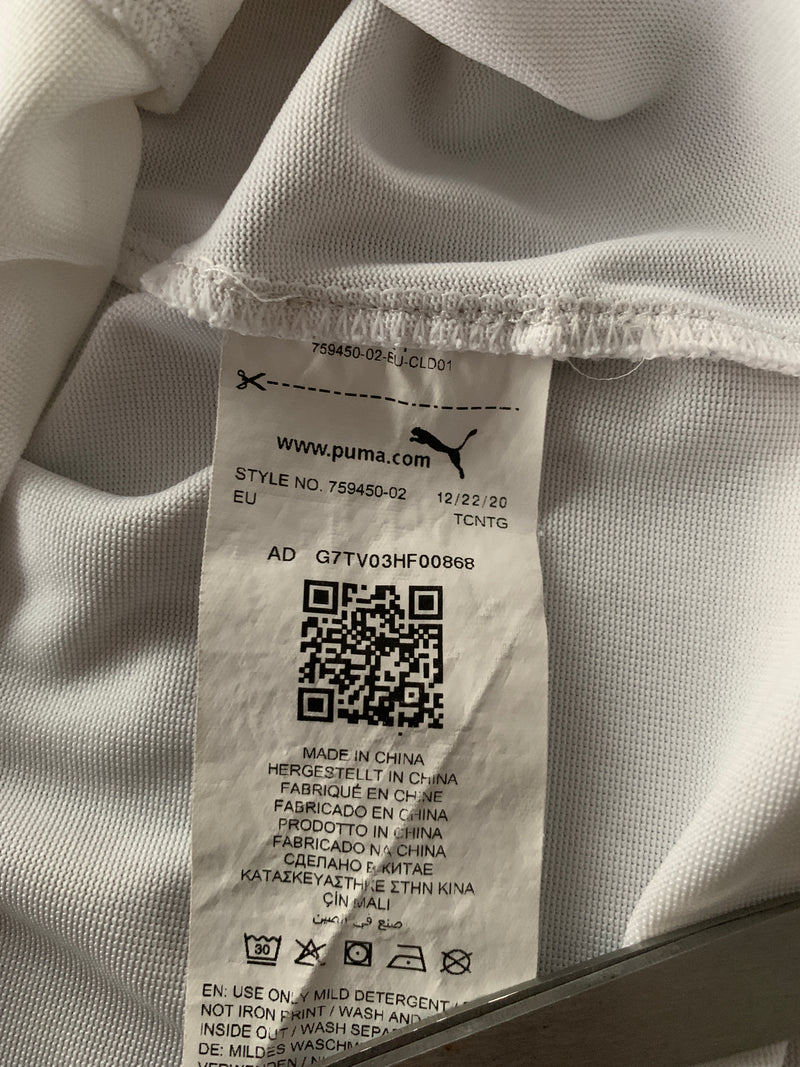 759450-02-EU-CLD01
www.puma.com
STYLE NO. 759450-02 12/22/20
EU TCNTG
AD G7TV03HF00868
MADE IN CHINA
HERGESTELLT IN CHINA
FABRIQUÉ EN CHINE
FABRICADO EN CHINA
PRODOTTO IN CHINA
FABRICADO NA CHINA
СДЕЛАНО В КИТАЕ
ΚΑΤΑΣΚΕΥΑΣΤΗΚΕ ΣΤΗΝ ΚΙΝΑ
ÇİN MALI
صنع في الصين
30
EN: USE ONLY MILD DETERGENT /
NOT IRON PRINT / WASH AND
INSIDE OUT / WASH
DE: MILDES